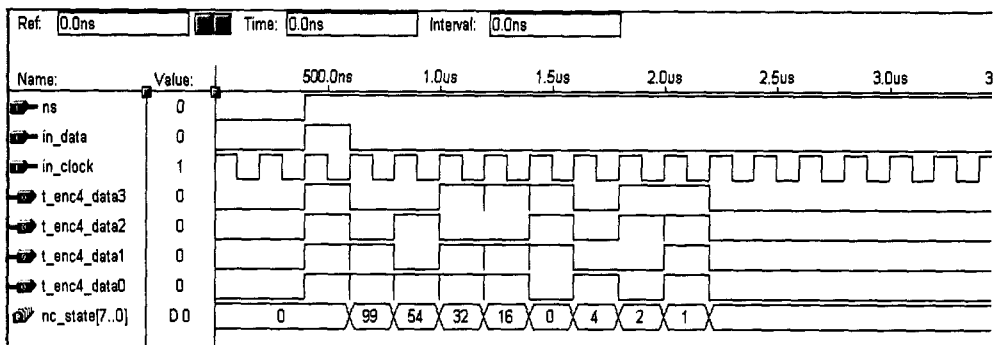 Ref: 0.0ns Time: 0.0ns Interval: 0.0ns
Name: Value: 500.0ns 1.0us 1.5us 2.0us 2.5us 3.0us 3
ns 0
in_data 0
in_clock 1
t_enc4_data3 0
t_enc4_data2 0
t_enc4_data1 0
t_enc4_data0 0
nc_state[7..0] D 0 0 99 54 32 16 0 4 2 1